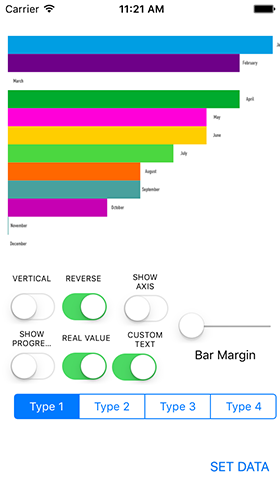 Carrier 11:21 AM
February
March
April
May
June
July
August
September
October
November
December
VERTICAL REVERSE SHOW
AXIS
SHOW
PROGRE... REAL VALUE CUSTOM
TEXT
Bar Margin
Type 1 Type 2 Type 3 Type 4
SET DATA